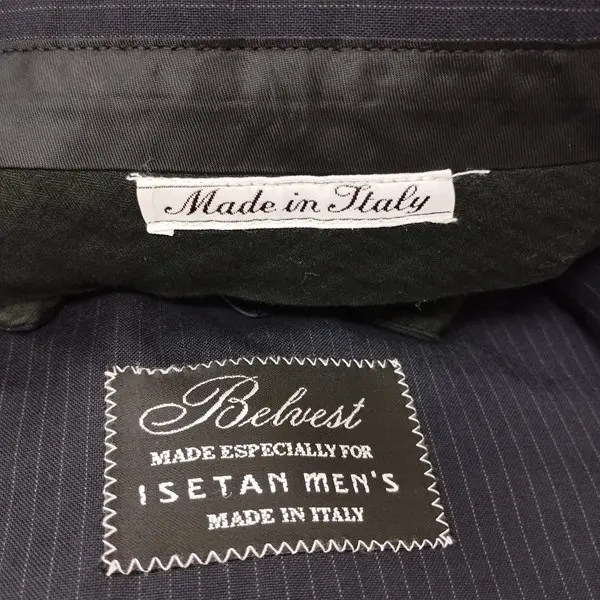 Made in Italy
Belvest
MADE ESPECIALLY FOR
ISETAN MEN'S
MADE IN ITALY